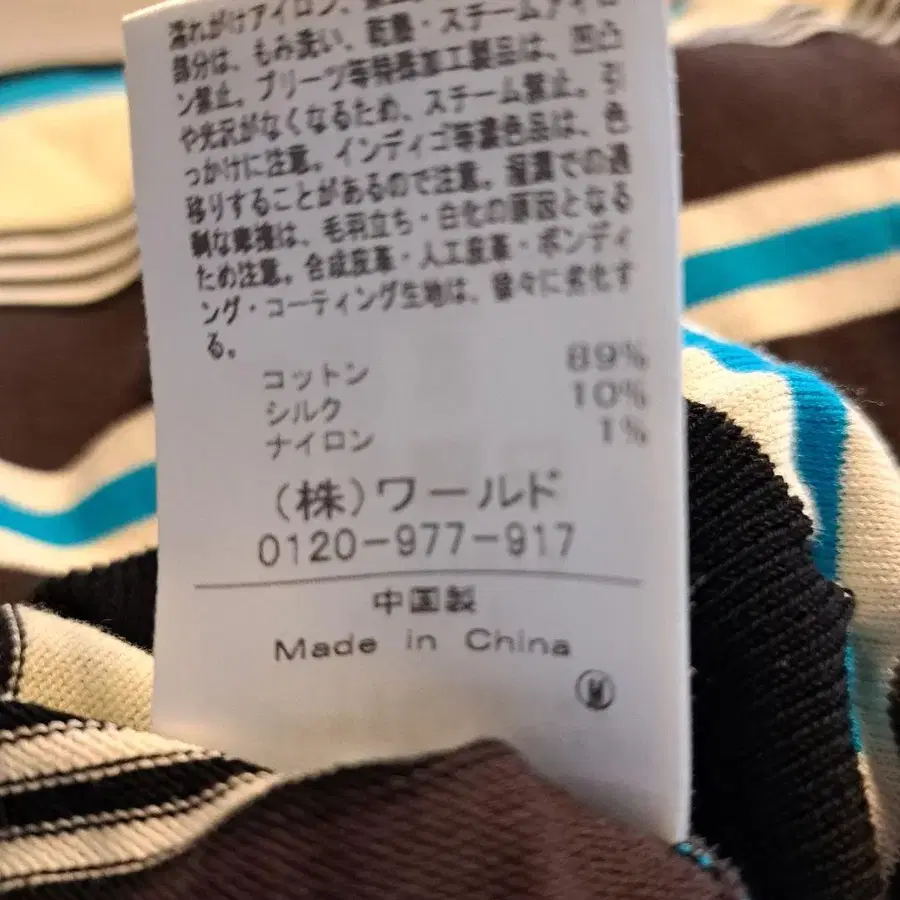 濡れがけアイロン、
部分は、もみ洗い、乾燥・スチームアイロ
ン禁止。プリーツ等特殊加工製品は、凹凸
や光沢がなくなるため、スチーム禁止。引
っかけに注意。インディゴ等濃色品は、色
移りすることがあるので注意。湿潤での過
剰な摩擦は、毛羽立ち・白化の原因となる
ため注意。合成皮革・人工皮革・ボンディ
ング・コーティング生地は、徐々に劣化す
る。
コットン 89%
シルク 10%
ナイロン 1%
(株)ワールド
0120-977-917
中国製
Made in China
M